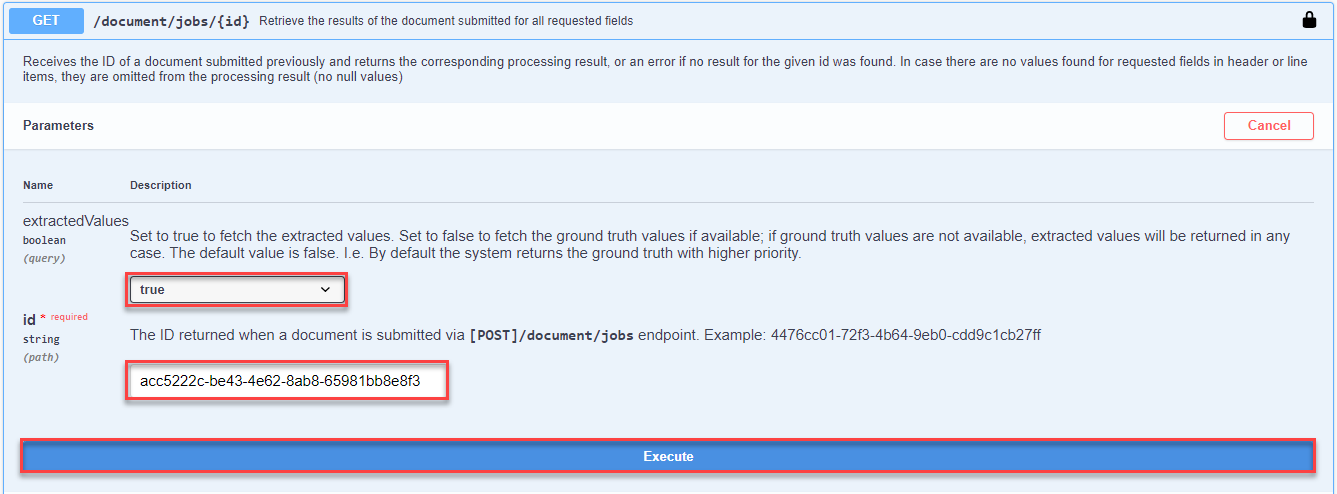 GET /document/jobs/{id} Retrieve the results of the document submitted for all requested fields
Receives the ID of a document submitted previously and returns the corresponding processing result, or an error if no result for the given id was found. In case there are no values found for requested fields in header or line
items, they are omitted from the processing result (no null values)
Parameters
Cancel
Name Description
extractedValues
boolean
(query)
Set to true to fetch the extracted values. Set to false to fetch the ground truth values if available; if ground truth values are not available, extracted values will be returned in any
case. The default value is false. I.e. By default the system returns the ground truth with higher priority.
true
id * required
string
(path)
The ID returned when a document is submitted via [POST]/document/jobs endpoint. Example: 4476cc01-72f3-4b64-9eb0-cdd9c1cb27ff
acc5222c-be43-4e62-8ab8-65981bb8e8f3
Execute